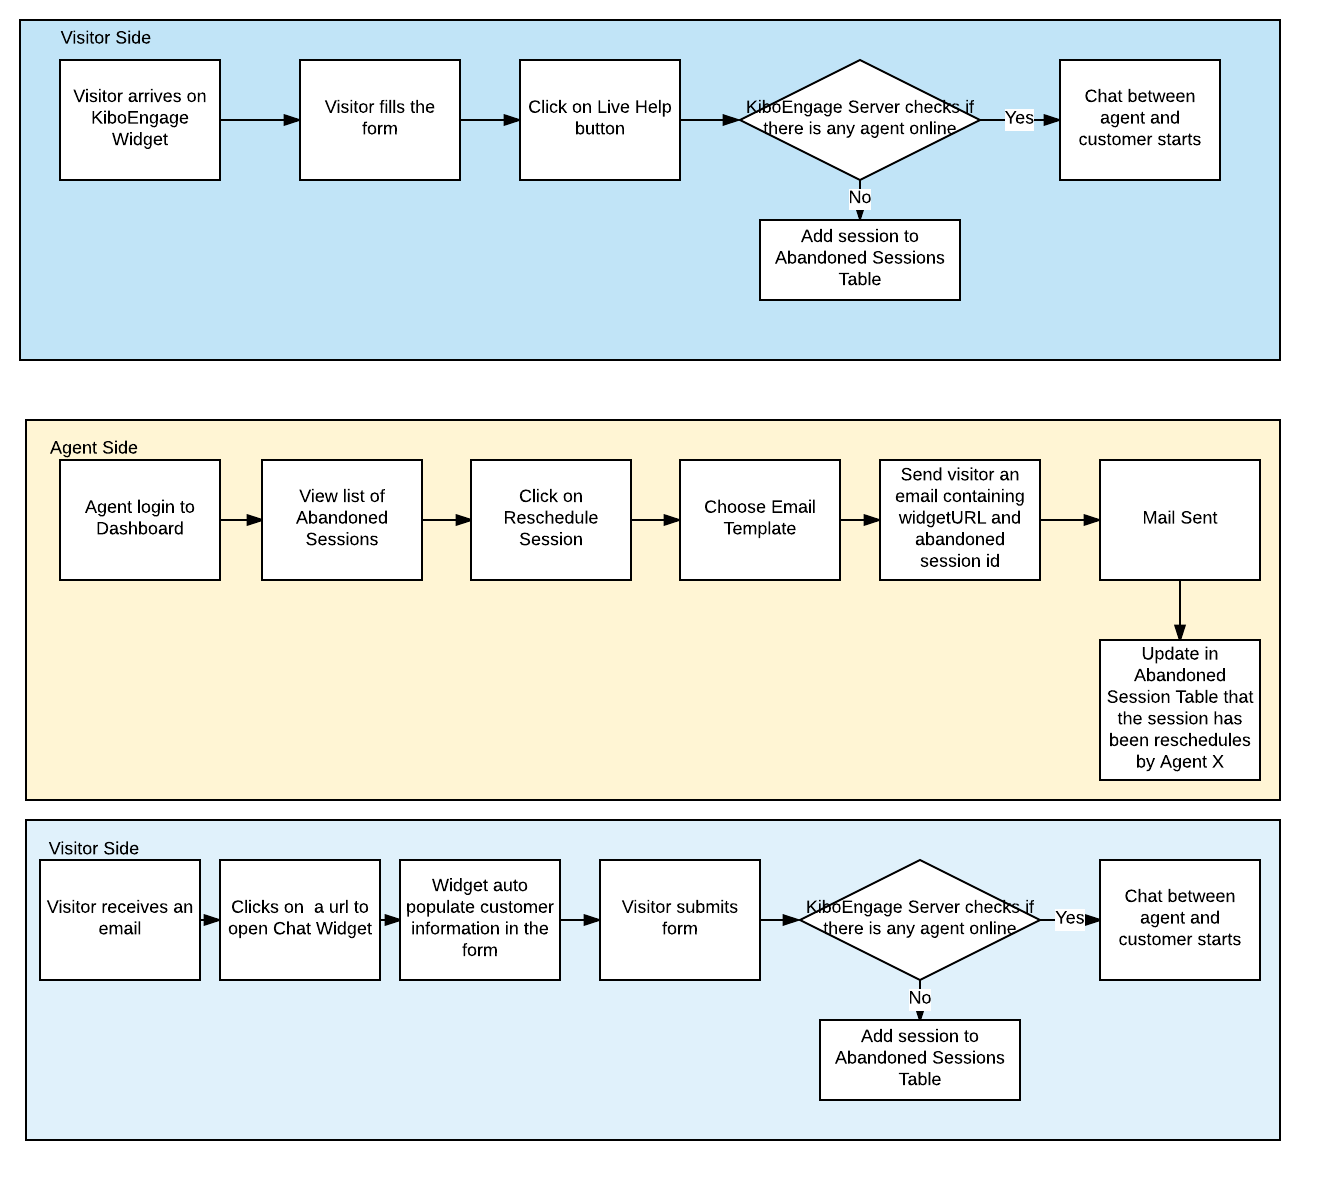 Visitor Side
Visitor arrives on
KiboEngage
Widget
Visitor fills the
form
Click on Live Help
button
KiboEngage Server checks if
there is any agent online
Yes
Chat between
agent and
customer starts
No
Add session to
Abandoned Sessions
Table
Agent Side
Agent login to
Dashboard
View list of
Abandoned
Sessions
Click on
Reschedule
Session
Choose Email
Template
Send visitor an
email containing
widgetURL and
abandoned
session id
Mail Sent
Update in
Abandoned
Session Table that
the session has
been reschedules
by Agent X
Visitor Side
Visitor receives an
email
Clicks on  a url to
open Chat Widget
Widget auto
populate customer
information in the
form
Visitor submits
form
KiboEngage Server checks if
there is any agent online
Yes
Chat between
agent and
customer starts
No
Add session to
Abandoned Sessions
Table